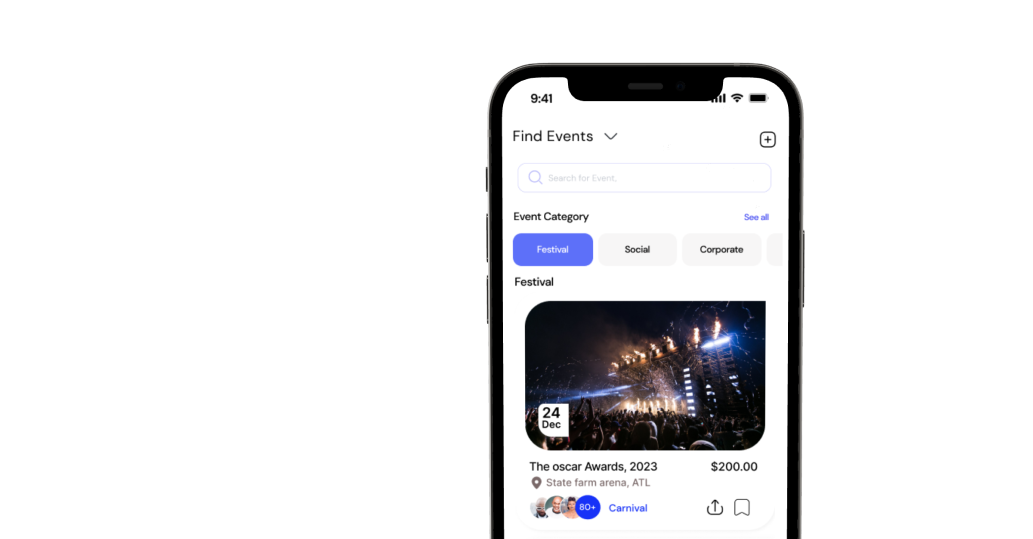 9:41
Find Events
Search for Event.
Event Category
See all
Festival
Social
Corporate
Festival
24
Dec
The oscar Awards, 2023
$200.00
State farm arena, ATL
80+
Carnival